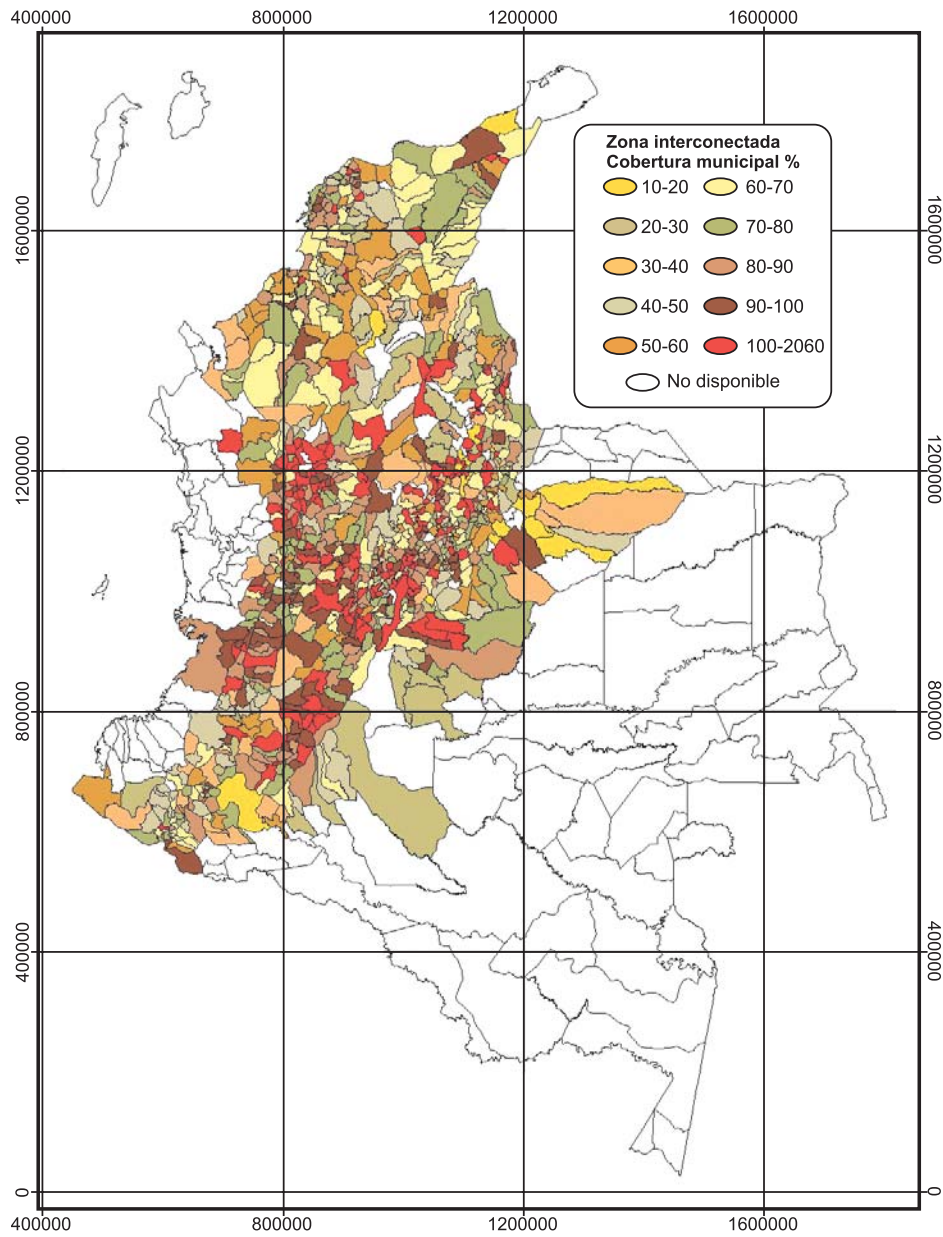 400000 800000 1200000 1600000
Zona interconectada
Cobertura municipal %
10-20 60-70
20-30 70-80
30-40 80-90
40-50 90-100
50-60 100-2060
No disponible
1600000 1600000
1200000 1200000
800000 800000
400000 400000
0 0
400000 800000 1200000 1600000